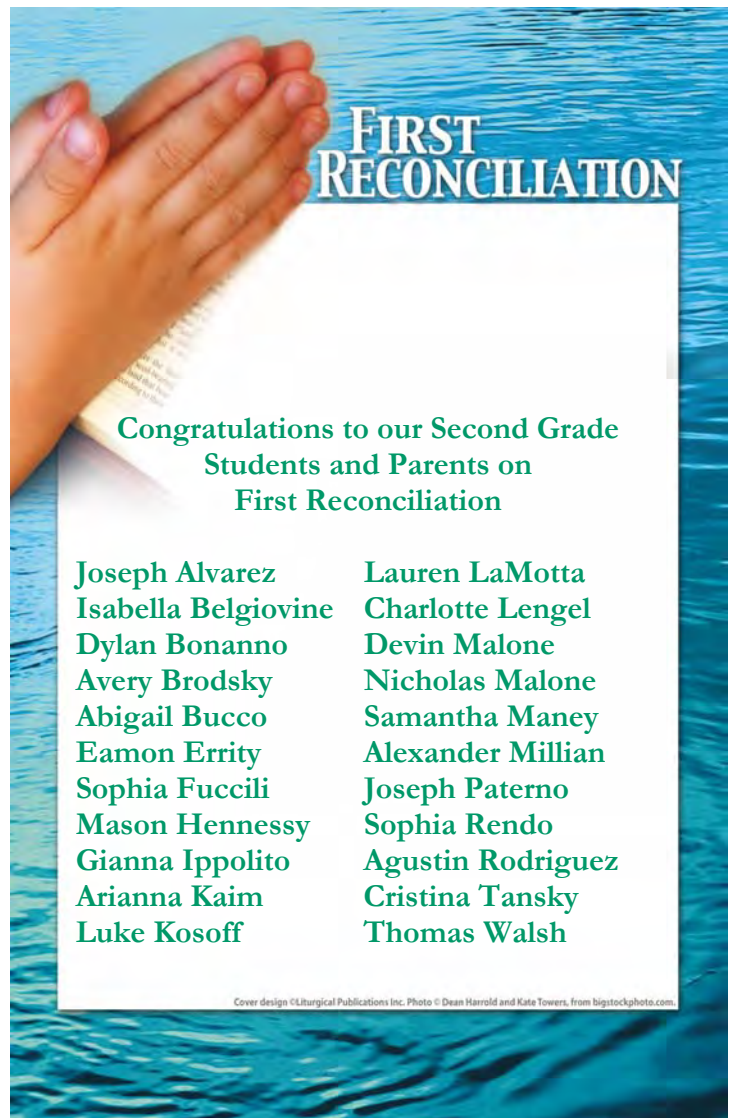 FIRST
RECONCILIATION
Congratulations to our Second Grade
Students and Parents on
First Reconciliation
Joseph Alvarez
Isabella Belgiovine
Dylan Bonanno
Avery Brodsky
Abigail Bucco
Eamon Errity
Sophia Fuccili
Mason Hennessy
Gianna Ippolito
Arianna Kaim
Luke Kosoff
Lauren LaMotta
Charlotte Lengel
Devin Malone
Nicholas Malone
Samantha Maney
Alexander Millian
Joseph Paterno
Sophia Rendo
Agustin Rodriguez
Cristina Tansky
Thomas Walsh
Cover design ©Liturgical Publications Inc. Photo © Dean Harrold and Kate Towers, from bigstockphoto.com.